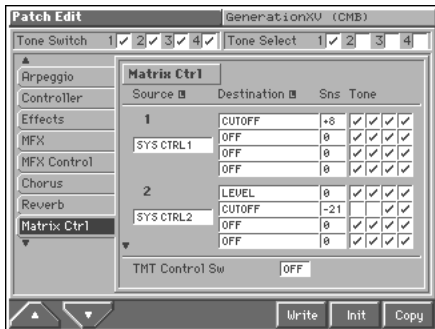 Patch Edit GenerationXV (CMB)
Tone Switch 1 2 3 4 Tone Select 1 2 3 4
Arpeggio
Controller
Effects
MFX
MFX Control
Chorus
Reverb
Matrix Ctrl
Matrix Ctrl
Source Destination Sns Tone
1 CUTOFF +8
SYS CTRL1 OFF 0
OFF 0
OFF 0
2 LEVEL 0
SYS CTRL2 CUTOFF -21
OFF 0
OFF 0
TMT Control Sw OFF
Write Init Copy